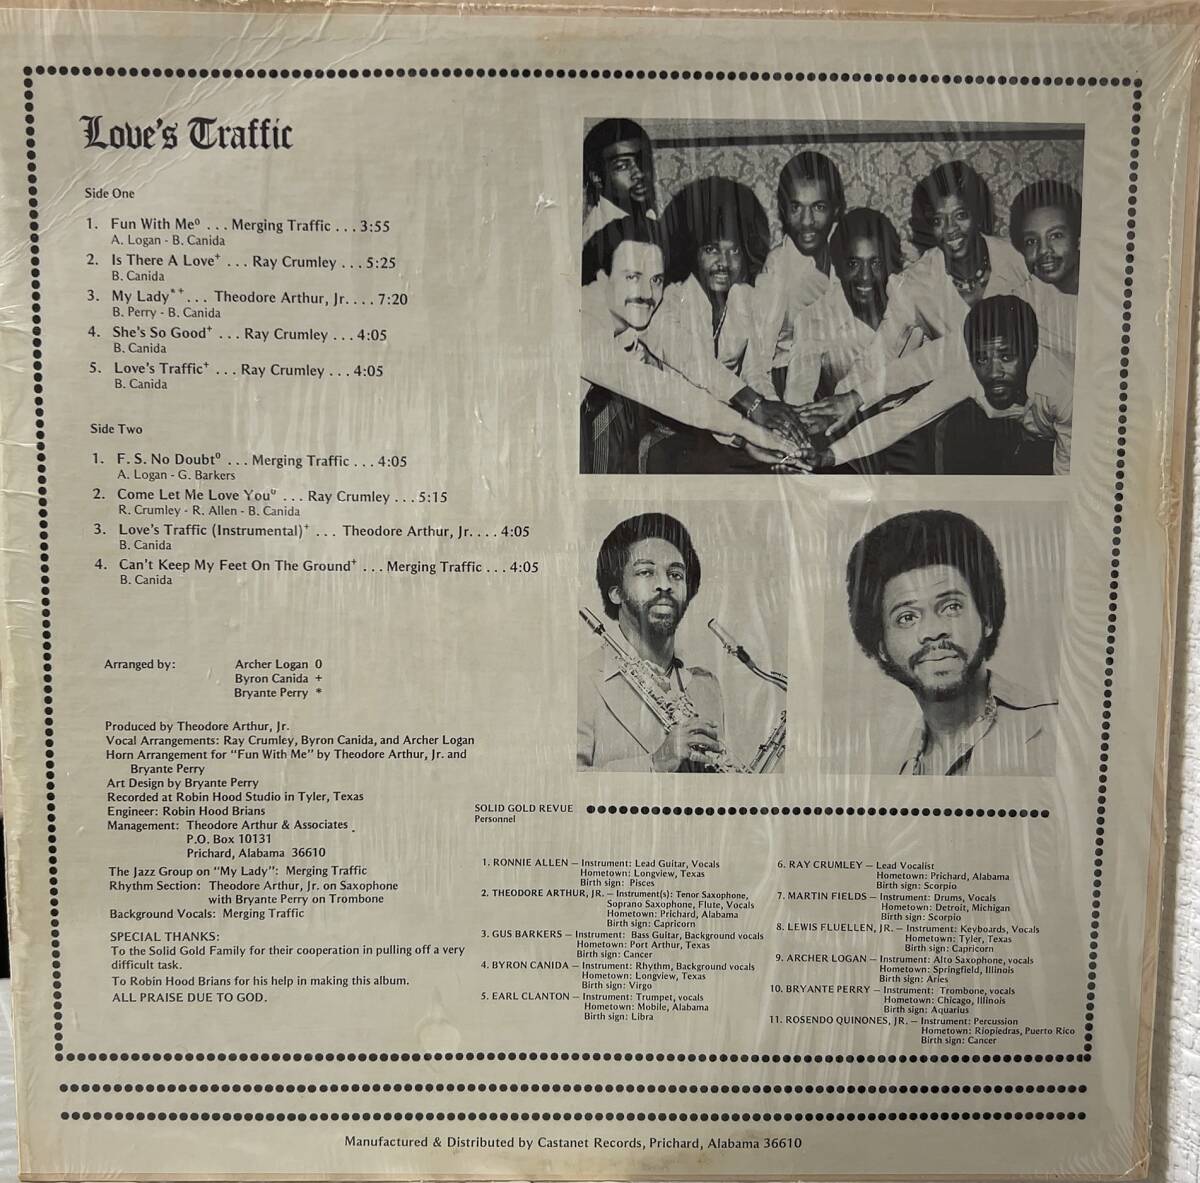 Love's Traffic
Side One
1. Fun With Me⁰ . . . Merging Traffic . . . 3:55
A. Logan - B. Canida
2. Is There A Love⁺ . . . Ray Crumley . . . 5:25
B. Canida
3. My Lady*⁺ . . . Theodore Arthur, Jr. . . . 7:20
B. Perry - B. Canida
4. She's So Good⁺ . . . Ray Crumley . . . 4:05
B. Canida
5. Love's Traffic⁺ . . . Ray Crumley . . . 4:05
B. Canida
Side Two
1. F. S. No Doubt⁰ . . . Merging Traffic . . . 4:05
A. Logan - G. Barkers
2. Come Let Me Love You⁰ . . . Ray Crumley . . . 5:15
R. Crumley - R. Allen - B. Canida
3. Love's Traffic (Instrumental)⁺ . . . Theodore Arthur, Jr. . . . 4:05
B. Canida
4. Can't Keep My Feet On The Ground⁺ . . . Merging Traffic . . . 4:05
B. Canida
Arranged by: Archer Logan 0
Byron Canida +
Bryante Perry *
Produced by Theodore Arthur, Jr.
Vocal Arrangements: Ray Crumley, Byron Canida, and Archer Logan
Horn Arrangement for "Fun With Me" by Theodore Arthur, Jr. and
Bryante Perry
Art Design by Bryante Perry
Recorded at Robin Hood Studio in Tyler, Texas
Engineer: Robin Hood Brians
Management: Theodore Arthur & Associates
P.O. Box 10131
Prichard, Alabama 36610
The Jazz Group on "My Lady": Merging Traffic
Rhythm Section: Theodore Arthur, Jr. on Saxophone
with Bryante Perry on Trombone
Background Vocals: Merging Traffic
SPECIAL THANKS:
To the Solid Gold Family for their cooperation in pulling off a very
difficult task.
To Robin Hood Brians for his help in making this album.
ALL PRAISE DUE TO GOD.
SOLID GOLD REVUE
Personnel
1. RONNIE ALLEN — Instrument: Lead Guitar, Vocals
Hometown: Longview, Texas
Birth sign: Pisces
2. THEODORE ARTHUR, JR. — Instrument(s): Tenor Saxophone,
Soprano Saxophone, Flute, Vocals
Hometown: Prichard, Alabama
Birth sign: Capricorn
3. GUS BARKERS — Instrument: Bass Guitar, Background vocals
Hometown: Port Arthur, Texas
Birth sign: Cancer
4. BYRON CANIDA — Instrument: Rhythm, Background vocals
Hometown: Longview, Texas
Birth sign: Virgo
5. EARL CLANTON — Instrument: Trumpet, vocals
Hometown: Mobile, Alabama
Birth sign: Libra
6. RAY CRUMLEY — Lead Vocalist
Hometown: Prichard, Alabama
Birth sign: Scorpio
7. MARTIN FIELDS — Instrument: Drums, Vocals
Hometown: Detroit, Michigan
Birth sign: Scorpio
8. LEWIS FLUELLEN, JR. — Instrument: Keyboards, Vocals
Hometown: Tyler, Texas
Birth sign: Capricorn
9. ARCHER LOGAN — Instrument: Alto Saxophone, vocals
Hometown: Springfield, Illinois
Birth sign: Aries
10. BRYANTE PERRY — Instrument: Trombone, vocals
Hometown: Chicago, Illinois
Birth sign: Aquarius
11. ROSENDO QUINONES, JR. — Instrument: Percussion
Hometown: Riopiedras, Puerto Rico
Birth sign: Cancer
Manufactured & Distributed by Castanet Records, Prichard, Alabama 36610